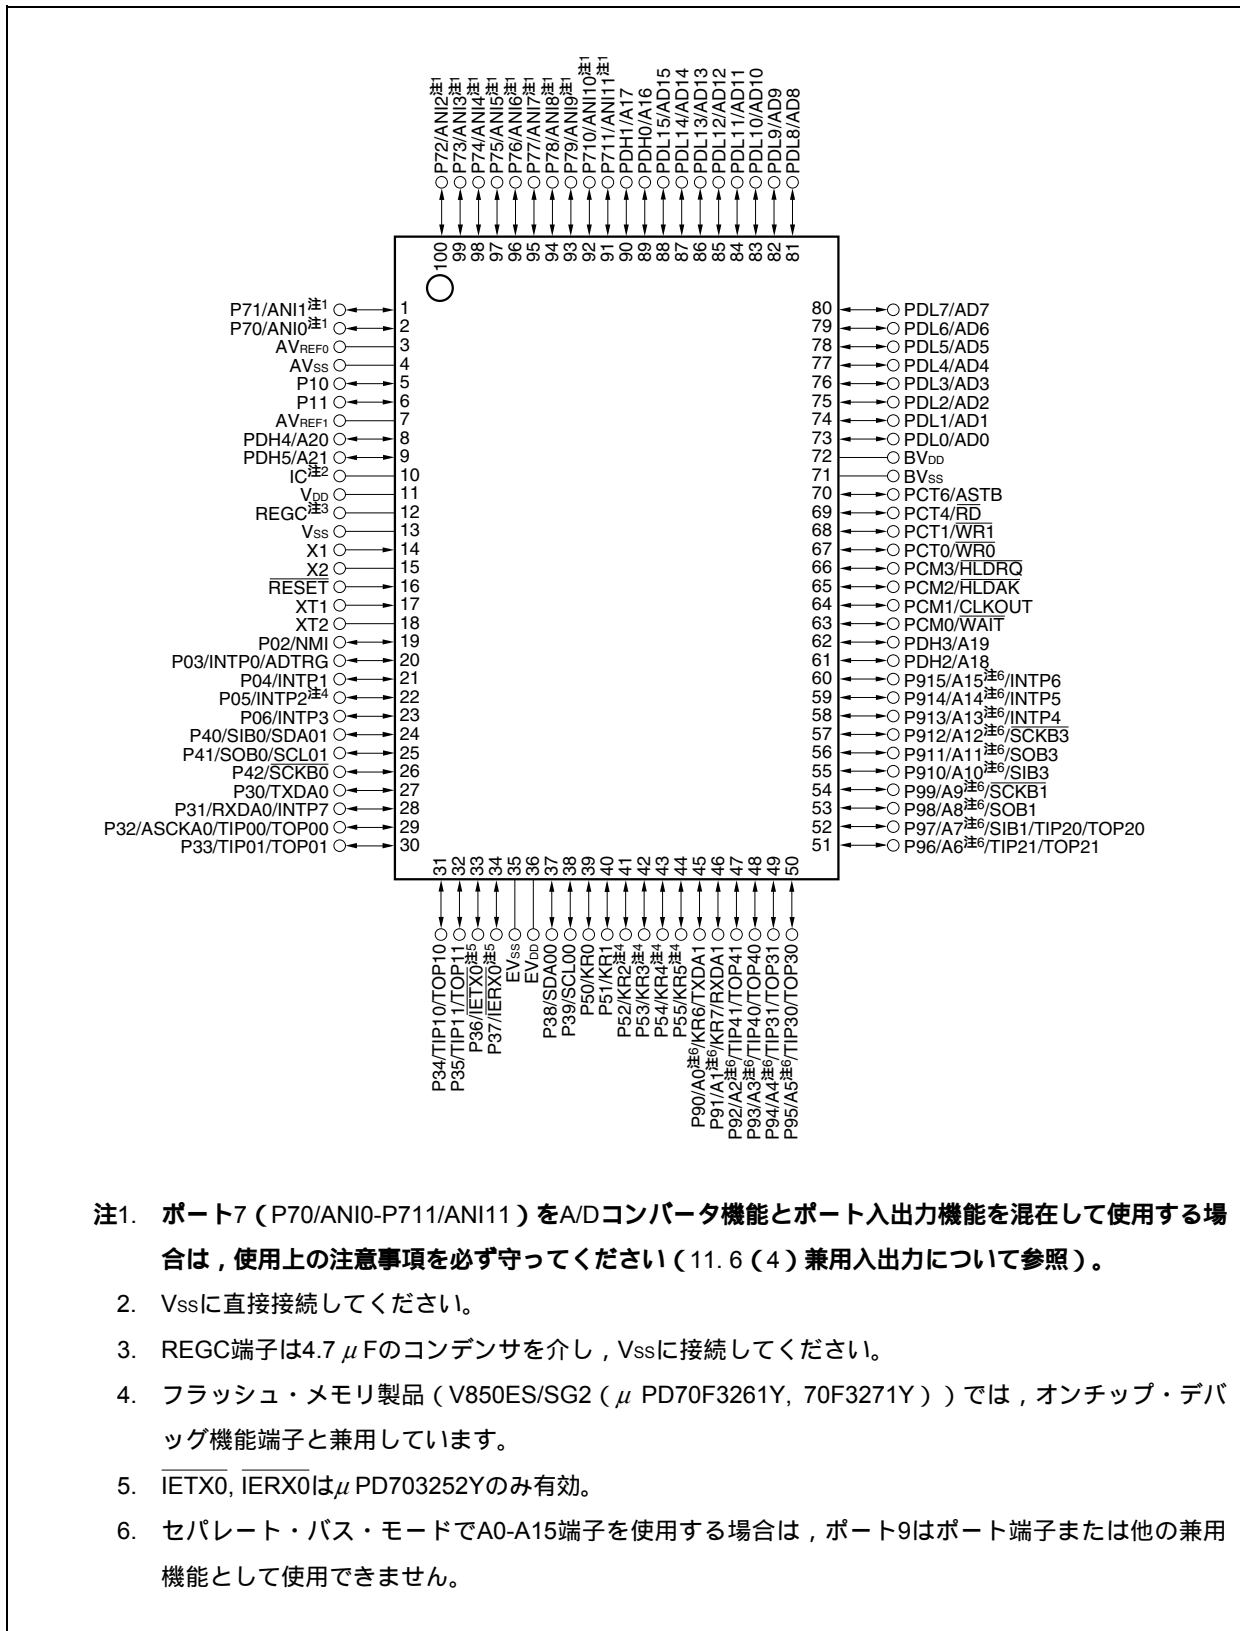 P72/ANI2注1
P73/ANI3注1
P74/ANI4注1
P75/ANI5注1
P76/ANI6注1
P77/ANI7注1
P78/ANI8注1
P79/ANI9注1
P710/ANI10注1
P711/ANI11注1
PDH1/A17
PDH0/A16
PDL15/AD15
PDL14/AD14
PDL13/AD13
PDL12/AD12
PDL11/AD11
PDL10/AD10
PDL9/AD9
PDL8/AD8
100 99 98 97 96 95 94 93 92 91 90 89 88 87 86 85 84 83 82 81
P71/ANI1注1 1
P70/ANI0注1 2
AVREF0 3
AVSS 4
P10 5
P11 6
AVREF1 7
PDH4/A20 8
PDH5/A21 9
IC注2 10
VDD 11
REGC注3 12
VSS 13
X1 14
X2 15
RESET 16
XT1 17
XT2 18
P02/NMI 19
P03/INTP0/ADTRG 20
P04/INTP1 21
P05/INTP2注4 22
P06/INTP3 23
P40/SIB0/SDA01 24
P41/SOB0/SCL01 25
P42/SCKB0 26
P30/TXDA0 27
P31/RXDA0/INTP7 28
P32/ASCKA0/TIP00/TOP00 29
P33/TIP01/TOP01 30
80 PDL7/AD7
79 PDL6/AD6
78 PDL5/AD5
77 PDL4/AD4
76 PDL3/AD3
75 PDL2/AD2
74 PDL1/AD1
73 PDL0/AD0
72 BVDD
71 BVSS
70 PCT6/ASTB
69 PCT4/RD
68 PCT1/WR1
67 PCT0/WR0
66 PCM3/HLDRQ
65 PCM2/HLDAK
64 PCM1/CLKOUT
63 PCM0/WAIT
62 PDH3/A19
61 PDH2/A18
60 P915/A15注6/INTP6
59 P914/A14注6/INTP5
58 P913/A13注6/INTP4
57 P912/A12注6/SCKB3
56 P911/A11注6/SOB3
55 P910/A10注6/SIB3
54 P99/A9注6/SCKB1
53 P98/A8注6/SOB1
52 P97/A7注6/SIB1/TIP20/TOP20
51 P96/A6注6/TIP21/TOP21
31 32 33 34 35 36 37 38 39 40 41 42 43 44 45 46 47 48 49 50
P34/TIP10/TOP10
P35/TIP11/TOP11
P36/IETX0注5
P37/IERX0注5
EVSS
EVDD
P38/SDA00
P39/SCL00
P50/KR0
P51/KR1
P52/KR2注4
P53/KR3注4
P54/KR4注4
P55/KR5注4
P90/A0注6/KR6/TXDA1
P91/A1注6/KR7/RXDA1
P92/A2注6/TIP41/TOP41
P93/A3注6/TIP40/TOP40
P94/A4注6/TIP31/TOP31
P95/A5注6/TIP30/TOP30
注1. ポート7（P70/ANI0-P711/ANI11）をA/Dコンバータ機能とポート入出力機能を混在して使用する場
合は，使用上の注意事項を必ず守ってください（11. 6（4）兼用入出力について参照）。
2. VSSに直接接続してください。
3. REGC端子は4.7 μFのコンデンサを介し，VSSに接続してください。
4. フラッシュ・メモリ製品（V850ES/SG2（μ PD70F3261Y, 70F3271Y））では，オンチップ・デバ
ッグ機能端子と兼用しています。
5. IETX0, IERX0はμ PD703252Yのみ有効。
6. セパレート・バス・モードでA0-A15端子を使用する場合は，ポート9はポート端子または他の兼用
機能として使用できません。